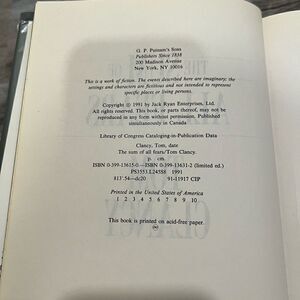 G. P. Putnam's Sons
Publishers Since 1838
200 Madison Avenue
New York, NY 10016
This is a work of fiction. The events described here are imaginary; the
settings and characters are fictitious and not intended to represent
specific places or living persons.
Copyright © 1991 by Jack Ryan Enterprises, Ltd.
All rights reserved. This book, or parts thereof, may not be
reproduced in any form without permission. Published
simultaneously in Canada
Library of Congress Cataloging-in-Publication Data
Clancy, Tom, date
The sum of all fears/Tom Clancy.
p. cm.
ISBN 0-399-13615-0.—ISBN 0-399-13631-2 (limited ed.)
PS3553.L245S8 1991
813'.54—dc20 91-11917 CIP
Printed in the United States of America
1 2 3 4 5 6 7 8 9 10
This book is printed on acid-free paper.